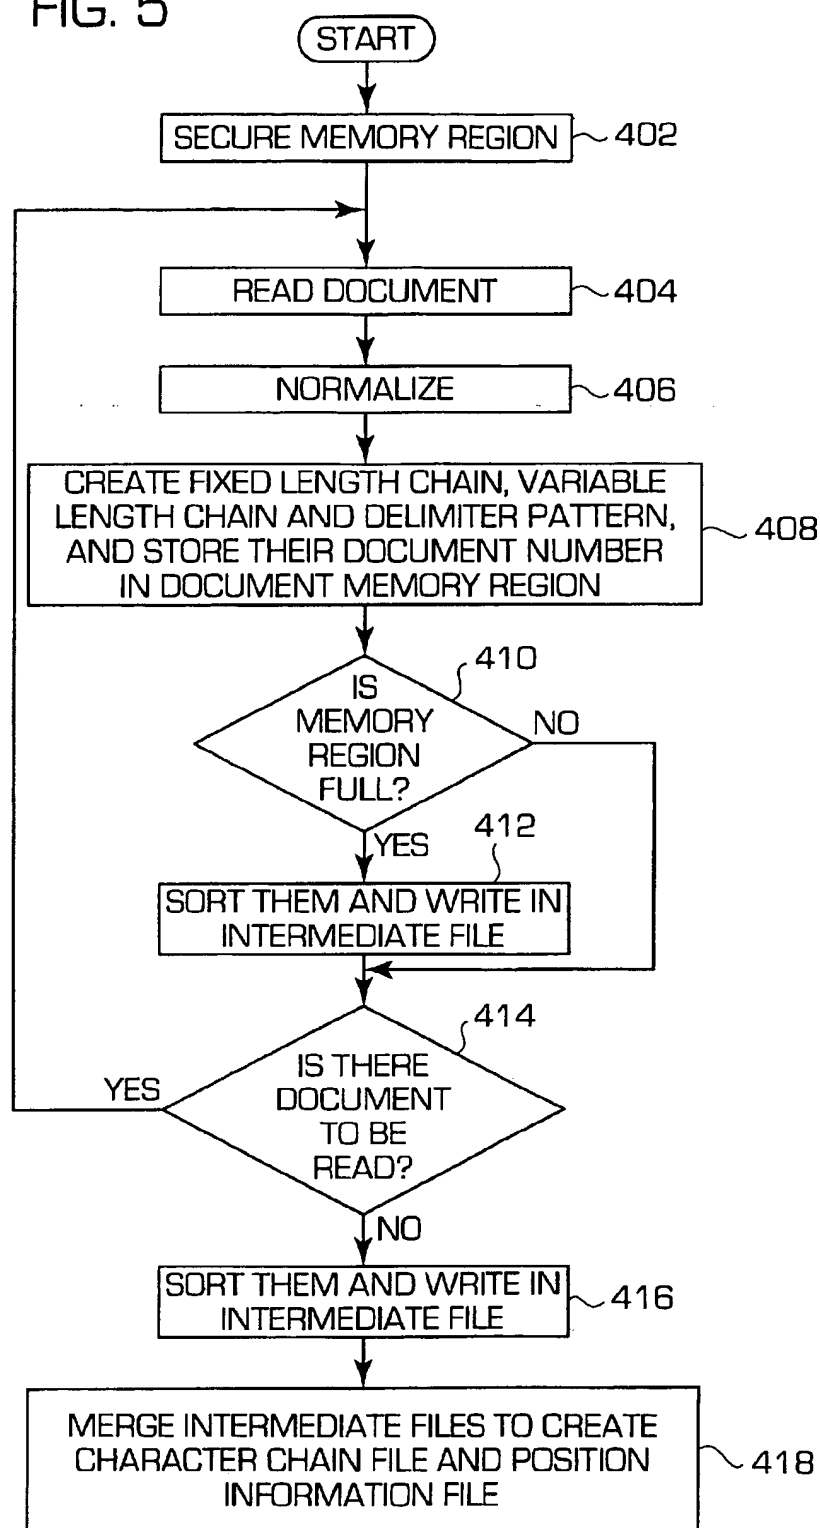 FIG. 5
START
SECURE MEMORY REGION
402
READ DOCUMENT
404
NORMALIZE
406
CREATE FIXED LENGTH CHAIN, VARIABLE
LENGTH CHAIN AND DELIMITER PATTERN,
AND STORE THEIR DOCUMENT NUMBER
IN DOCUMENT MEMORY REGION
408
410
IS
MEMORY
REGION
FULL?
NO
YES
412
SORT THEM AND WRITE IN
INTERMEDIATE FILE
414
IS THERE
DOCUMENT
TO BE
READ?
YES
NO
SORT THEM AND WRITE IN
INTERMEDIATE FILE
416
MERGE INTERMEDIATE FILES TO CREATE
CHARACTER CHAIN FILE AND POSITION
INFORMATION FILE
418